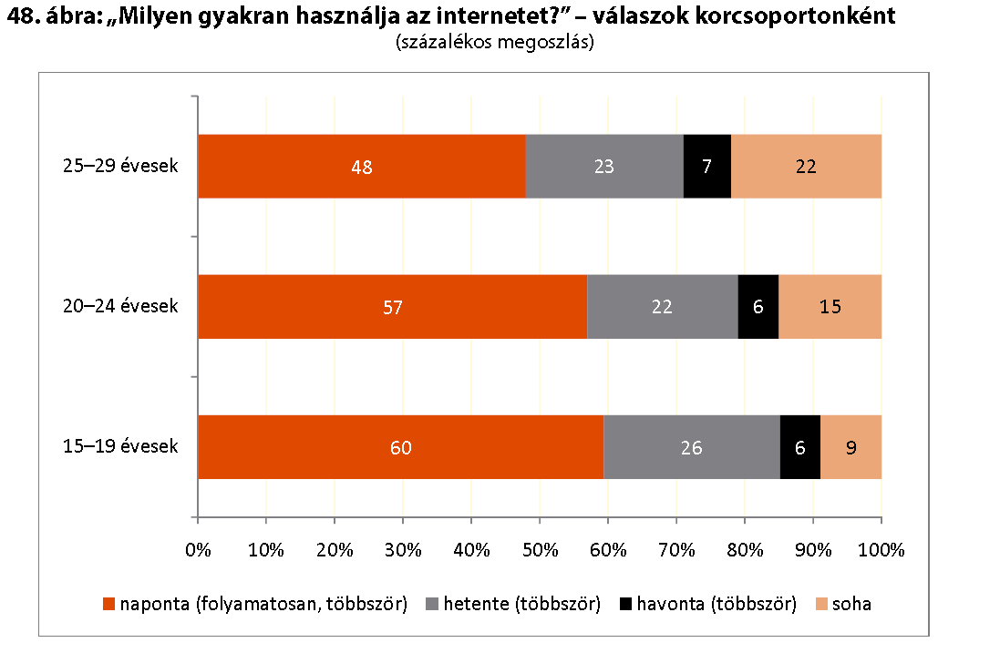 48. ábra: „Milyen gyakran használja az internetet?” – válaszok korcsoportonként
(százalékos megoszlás)
25–29 évesek 48 23 7 22
20–24 évesek 57 22 6 15
15–19 évesek 60 26 6 9
0% 10% 20% 30% 40% 50% 60% 70% 80% 90% 100%
naponta (folyamatosan, többször) hetente (többször) havonta (többször) soha